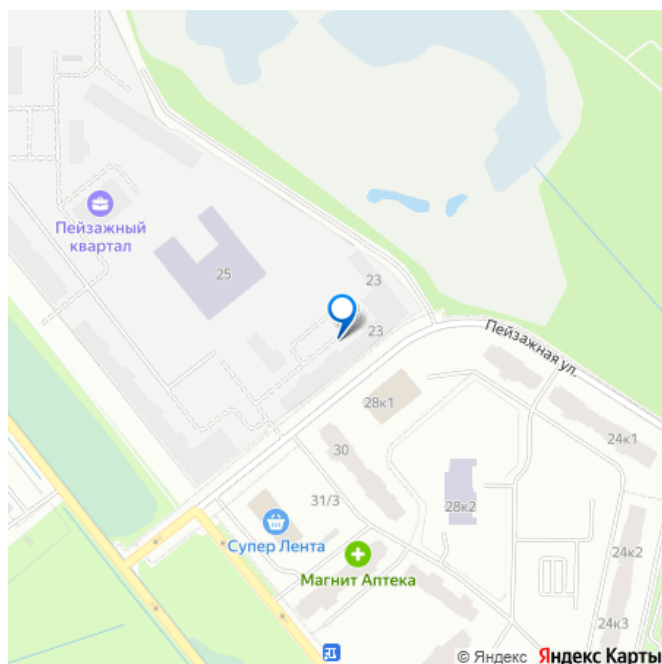 Пейзажный
квартал
25
23
23
Пейзажная ул.
28к1
24к1
30
28к2
31/3
Супер Лента
24к2
Магнит Аптека
24к3
© Яндекс Яндекс Карты